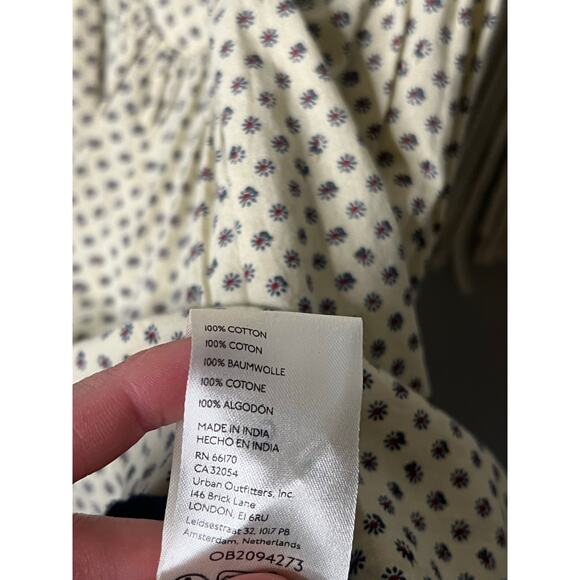 100% COTTON
100% COTON
100% BAUMWOLLE
100% COTONE
100% ALGODÓN
MADE IN INDIA
HECHO EN INDIA
RN 66170
CA 32054
Urban Outfitters, Inc.
146 Brick Lane
LONDON, E1 6RU
Leidsestraat 32, 1017 PB
Amsterdam, Netherlands
OB2094273